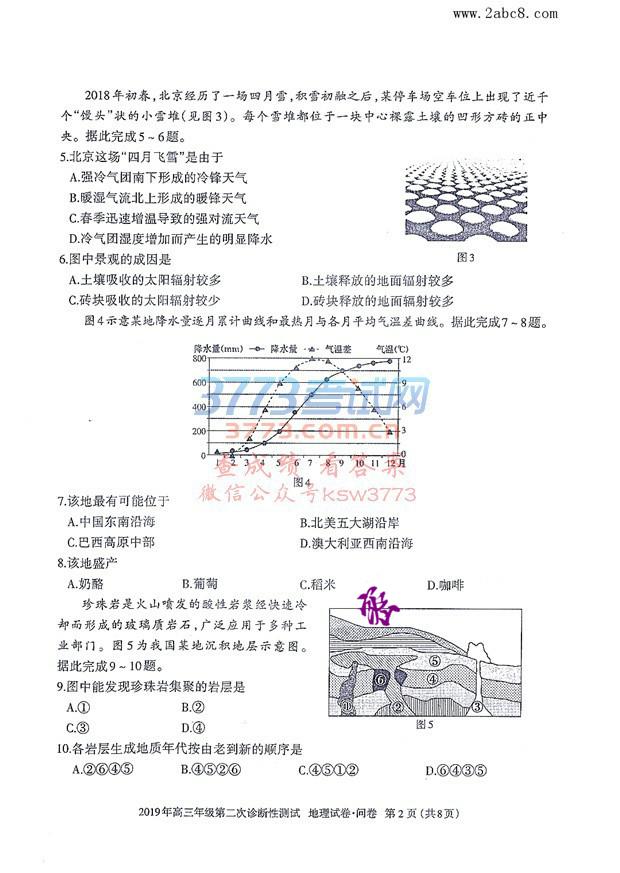 www.2abc8.com
2018年初春,北京经历了一场四月雪,积雪初融之后,某停车场空车位上出现了近千
个“馒头”状的小雪堆(见图3)。每个雪堆都位于一块中心裸露土壤的凹形方砖的正中
央。据此完成5~6题。
5.北京这场“四月飞雪”是由于
A.强冷气团南下形成的冷锋天气
B.暖湿气流北上形成的暖锋天气
C.春季迅速增温导致的强对流天气
D.冷气团湿度增加而产生的明显降水
图3
6.图中景观的成因是
A.土壤吸收的太阳辐射较多 B.土壤释放的地面辐射较多
C.砖块吸收的太阳辐射较少 D.砖块释放的地面辐射较多
图4示意某地降水量逐月累计曲线和最热月与各月平均气温差曲线。据此完成7~8题。
降水量(mm) 降水量 气温差 气温(℃)
800 12
600 9
400 6
200 3
0 0
1 2 3 4 5 6 7 8 9 10 11 12月
图4
3773考试网
www.3773.com.cn
查成绩 看答案
微信公众号ksw3773
7.该地最有可能位于
A.中国东南沿海 B.北美五大湖沿岸
C.巴西高原中部 D.澳大利亚西南沿海
8.该地盛产
A.奶酪 B.葡萄 C.稻米 D.咖啡
珍珠岩是火山喷发的酸性岩浆经快速冷
却而形成的玻璃质岩石,广泛应用于多种工
业部门。图5为我国某地沉积地层示意图。
据此完成9~10题。
9.图中能发现珍珠岩集聚的岩层是
A.① B.②
C.③ D.④
⑤
⑥ ④
① ② ③
图5
10.各岩层生成地质年代按由老到新的顺序是
A.②⑥④⑤ B.④⑤②⑥ C.④⑤①② D.⑥④③⑤
2019年高三年级第二次诊断性测试 地理试卷·问卷 第2页(共8页)